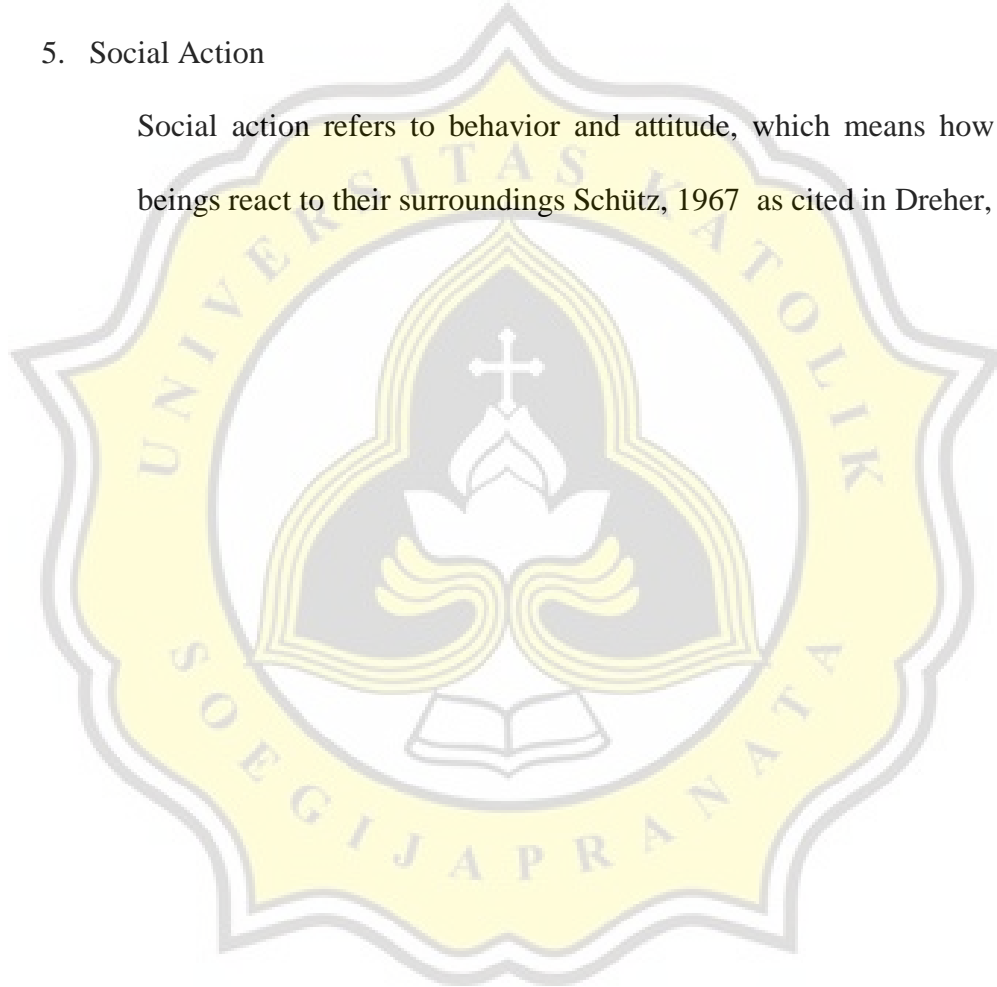 5. Social Action
Social action refers to behavior and attitude, which means how
beings react to their surroundings Schütz, 1967 as cited in Dreher,
UNIVERSITAS KATOLIK
SOEGIJAPRANATA